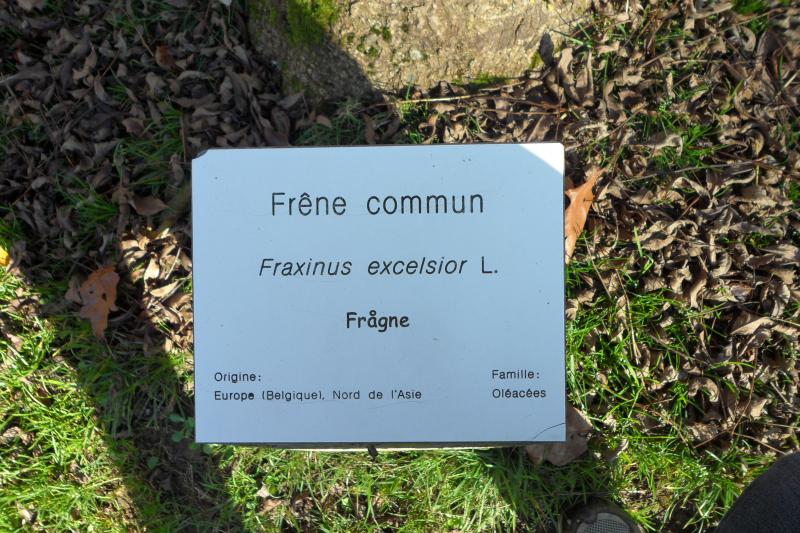 Frêne commun
Fraxinus excelsior L.
Frågne
Origine:
Europe (Belgique), Nord de l'Asie
Famille:
Oléacées